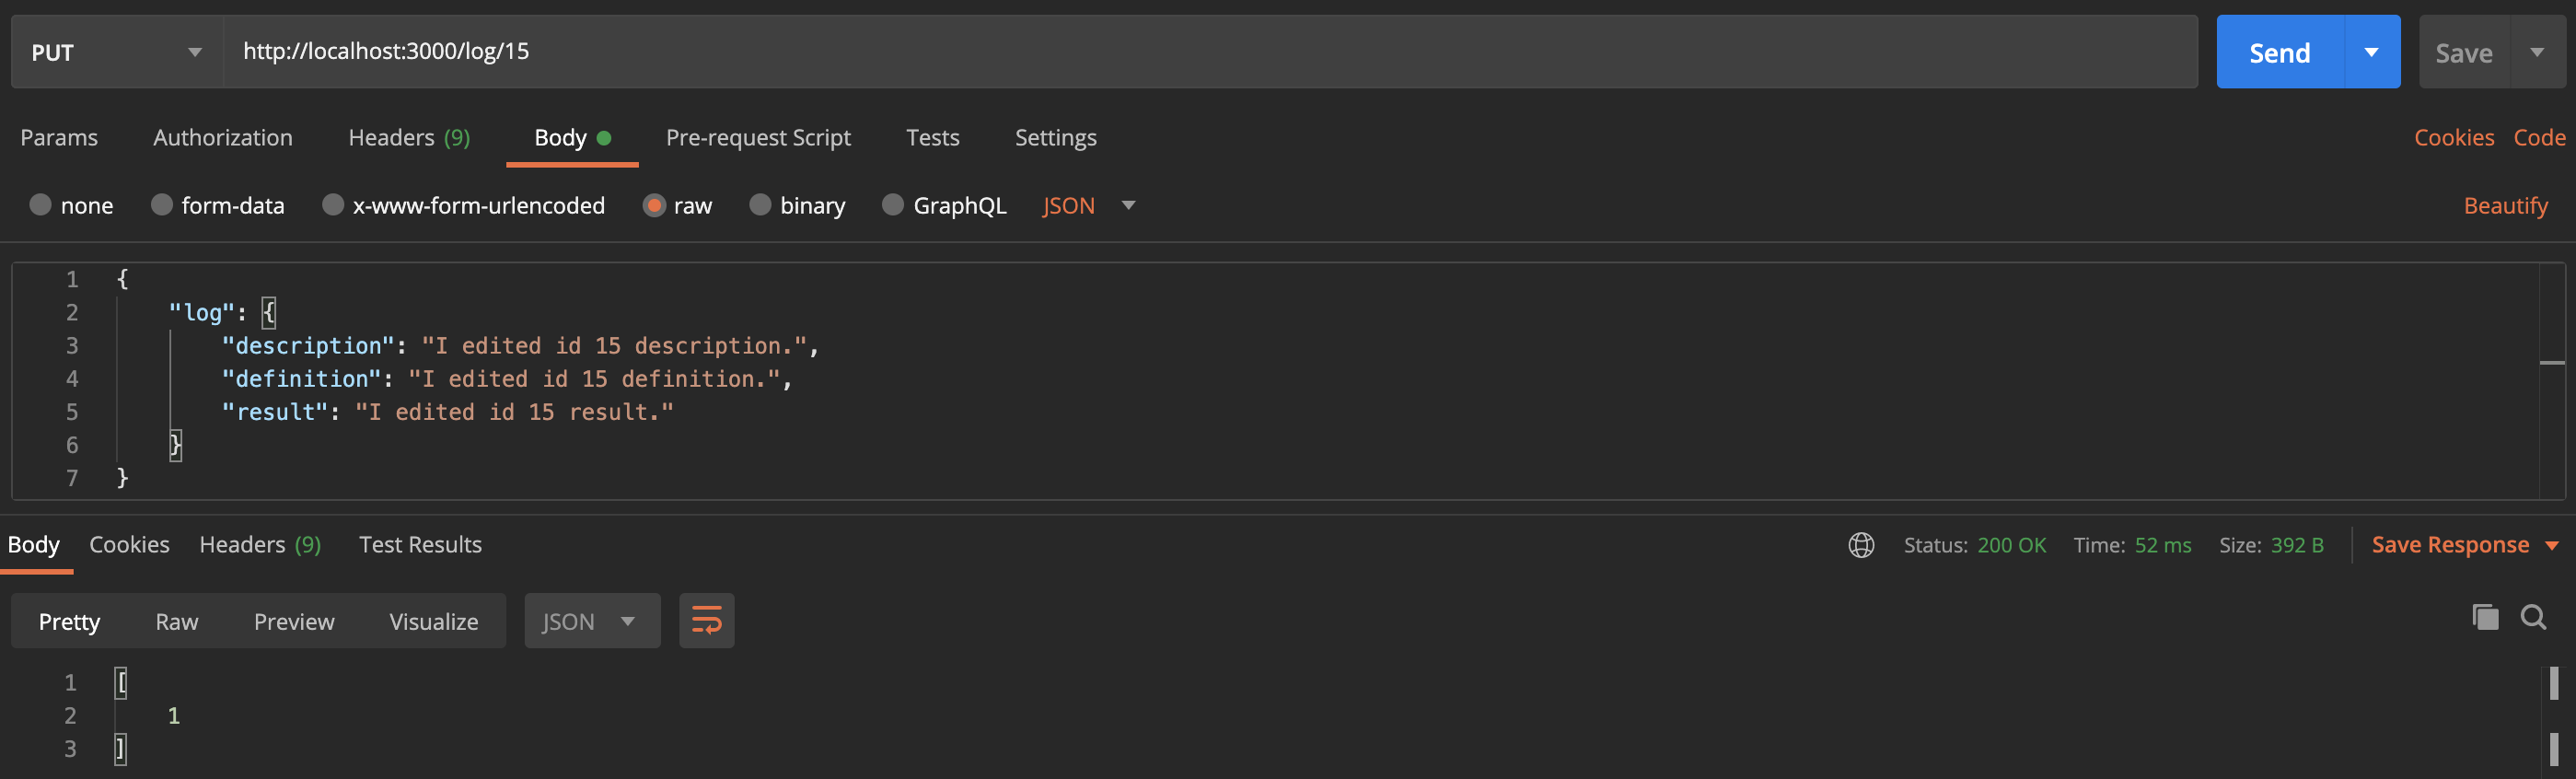 PUT http://localhost:3000/log/15 Send Save
Params Authorization Headers (9) Body Pre-request Script Tests Settings Cookies Code
none form-data x-www-form-urlencoded raw binary GraphQL JSON Beautify
1 {
2 "log": {
3 "description": "I edited id 15 description.",
4 "definition": "I edited id 15 definition.",
5 "result": "I edited id 15 result."
6 }
7 }
Body Cookies Headers (9) Test Results Status: 200 OK Time: 52 ms Size: 392 B Save Response
Pretty Raw Preview Visualize JSON
1 [
2 1
3 ]